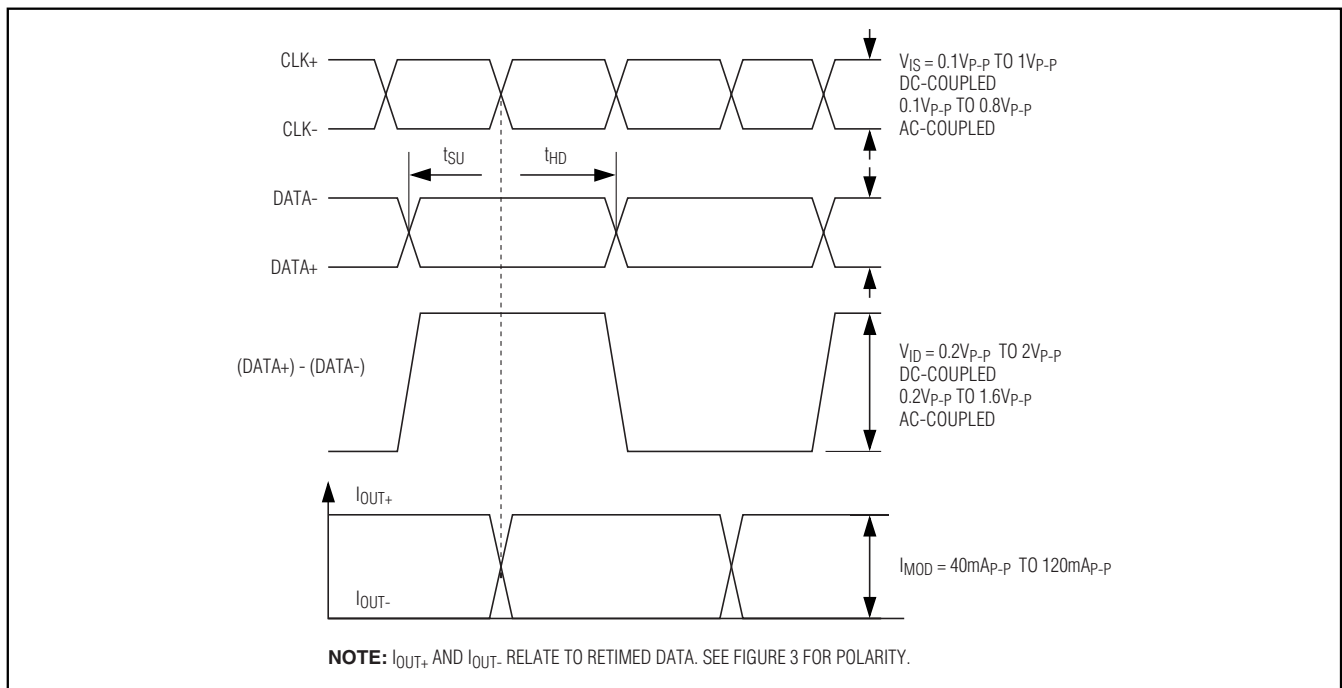 CLK+
CLK-
V_IS = 0.1V_P-P TO 1V_P-P
DC-COUPLED
0.1V_P-P TO 0.8V_P-P
AC-COUPLED
t_SU
t_HD
DATA-
DATA+
(DATA+) - (DATA-)
V_ID = 0.2V_P-P TO 2V_P-P
DC-COUPLED
0.2V_P-P TO 1.6V_P-P
AC-COUPLED
I_OUT+
I_OUT-
I_MOD = 40mA_P-P TO 120mA_P-P
NOTE: I_OUT+ AND I_OUT- RELATE TO RETIMED DATA. SEE FIGURE 3 FOR POLARITY.